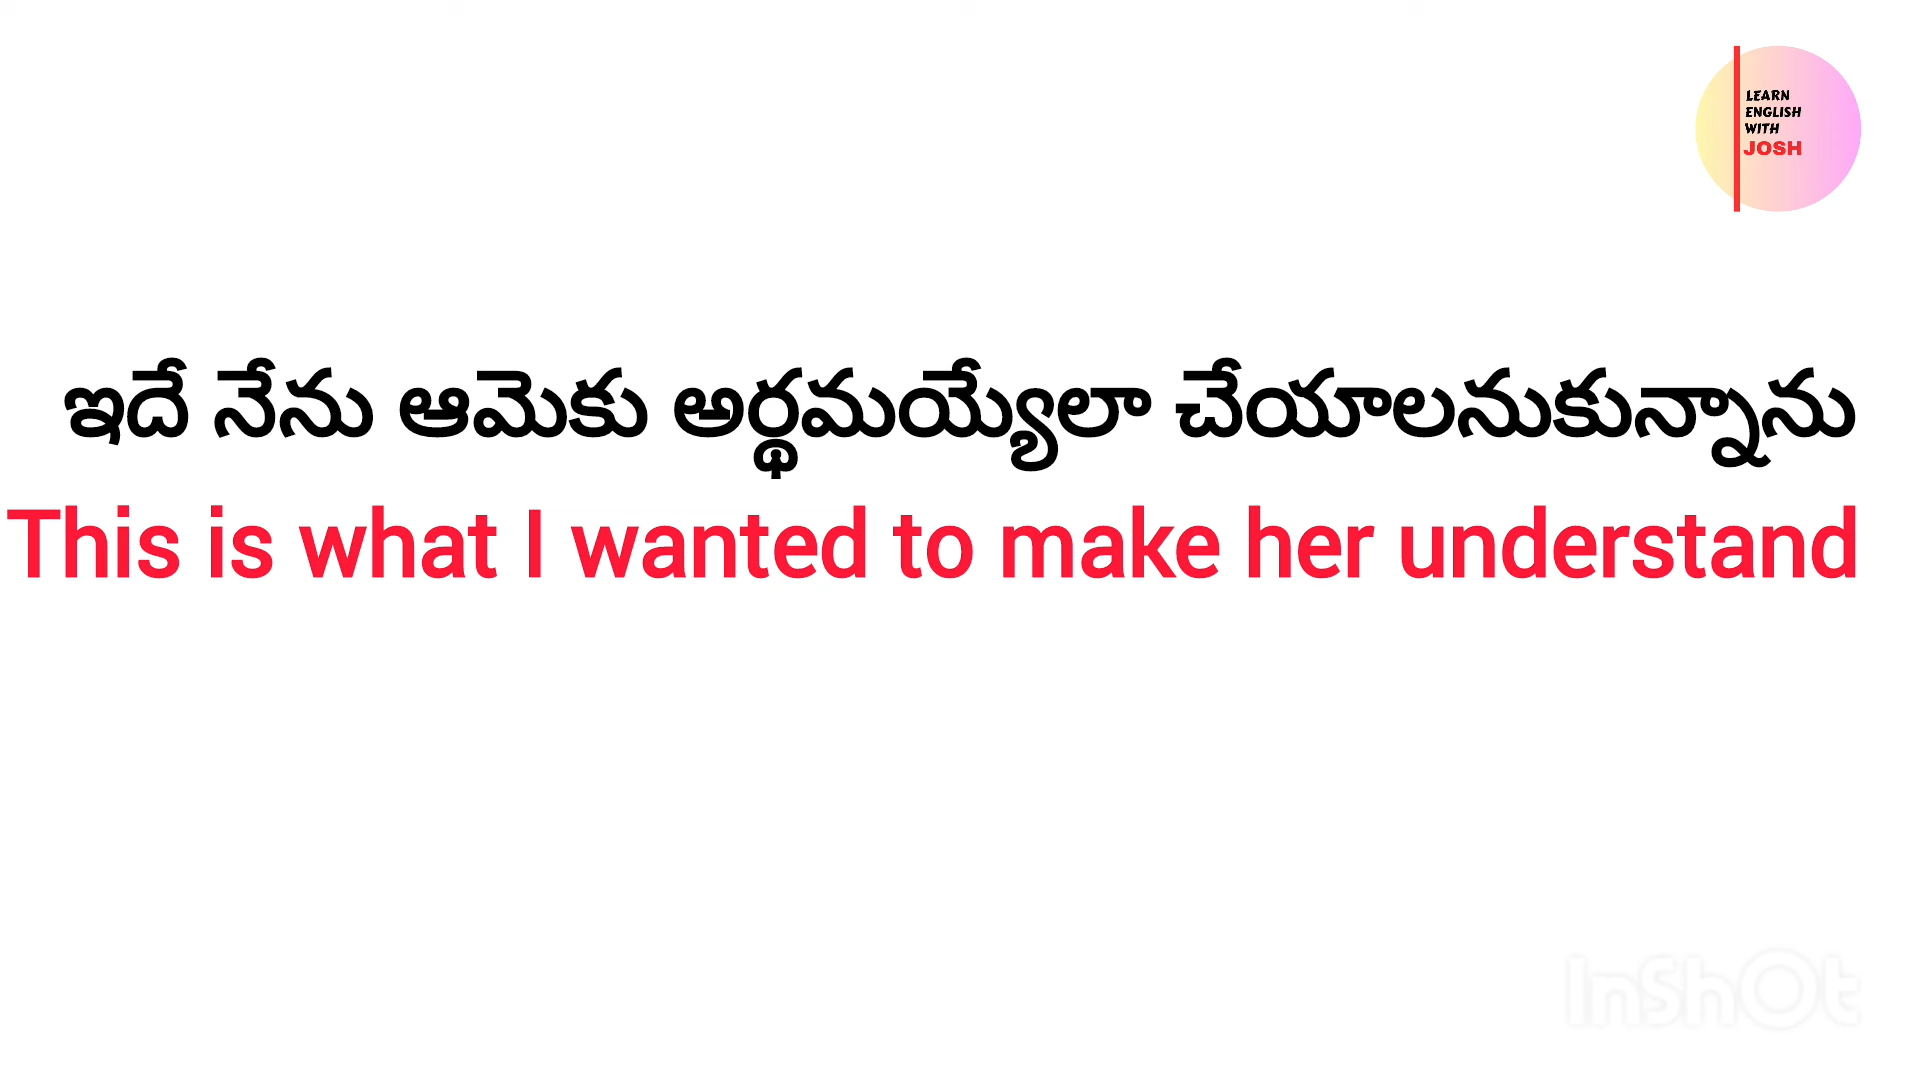 LEARN
ENGLISH
WITH
JOSH
ఇదే నేను ఆమెకు అర్థమయ్యేలా చేయాలనుకున్నాను
This is what I wanted to make her understand
InShOt